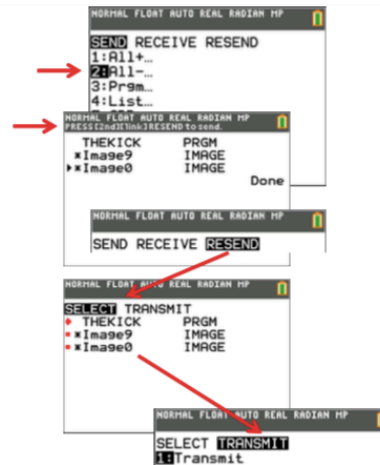 NORMAL FLOAT AUTO REAL RADIAN MP
SEND RECEIVE RESEND
1:All+…
2:All-…
3:Prgm…
4:List…
NORMAL FLOAT AUTO REAL RADIAN MP
PRESS[2nd][link]RESEND to send.
THEKICK PRGM
*Image9 IMAGE
*Image0 IMAGE
Done
NORMAL FLOAT AUTO REAL RADIAN MP
SEND RECEIVE RESEND
NORMAL FLOAT AUTO REAL RADIAN MP
SELECT TRANSMIT
THEKICK PRGM
*Image9 IMAGE
*Image0 IMAGE
NORMAL FLOAT AUTO REAL RADIAN MP
SELECT TRANSMIT
1:Transmit